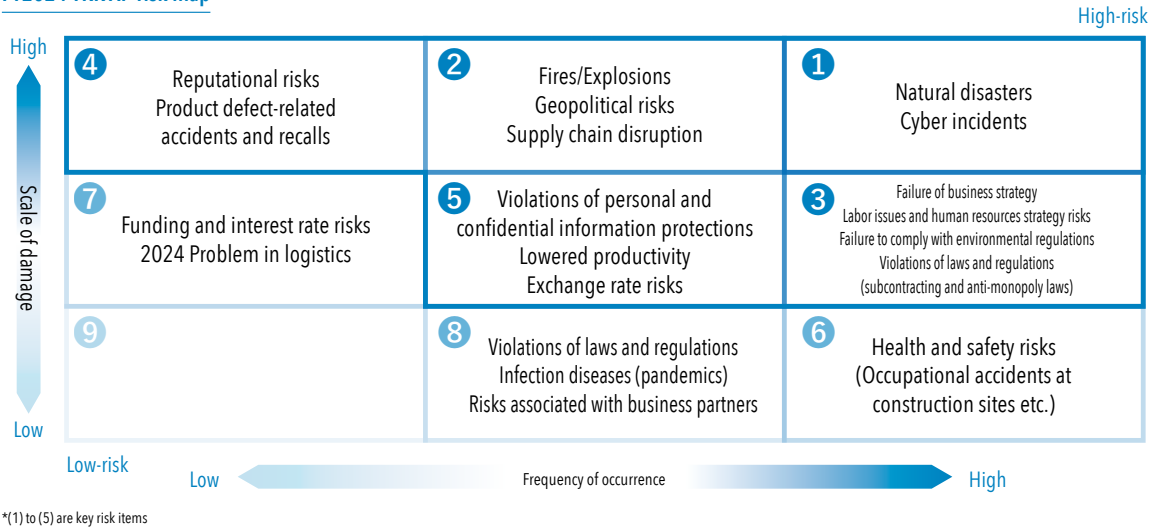 High-risk
High
4
Reputational risks
Product defect-related
accidents and recalls
2
Fires/Explosions
Geopolitical risks
Supply chain disruption
1
Natural disasters
Cyber incidents
Scale of damage
7
Funding and interest rate risks
2024 Problem in logistics
5
Violations of personal and
confidential information protections
Lowered productivity
Exchange rate risks
3
Failure of business strategy
Labor issues and human resources strategy risks
Failure to comply with environmental regulations
Violations of laws and regulations
(subcontracting and anti-monopoly laws)
9
8
Violations of laws and regulations
Infection diseases (pandemics)
Risks associated with business partners
6
Health and safety risks
(Occupational accidents at
construction sites etc.)
Low
Low-risk
Low
Frequency of occurrence
High
*(1) to (5) are key risk items